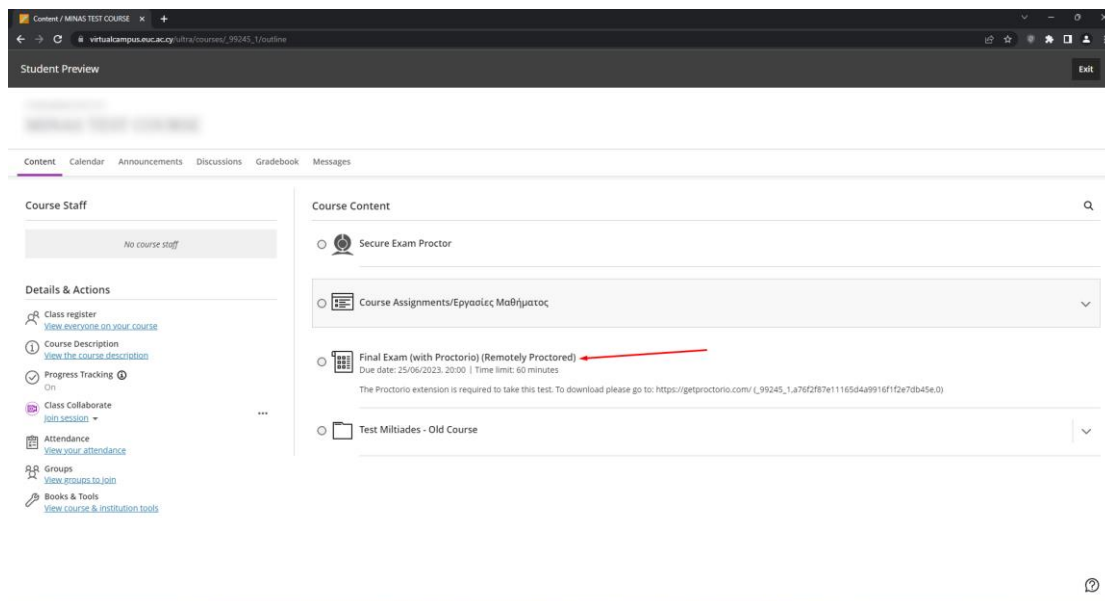 Content / MINAS TEST COURSE
virtualcampus.euc.ac.cy/ultra/courses/_99245_1/outline
Student Preview
Exit
MINAS TEST COURSE
Content Calendar Announcements Discussions Gradebook Messages
Course Staff
No course staff
Details & Actions
Class register
View everyone on your course
Course Description
View the course description
Progress Tracking
On
Class Collaborate
Join session
Attendance
View your attendance
Groups
View groups to join
Books & Tools
View course & institution tools
Course Content
Secure Exam Proctor
Course Assignments/Εργασίες Μαθήματος
Final Exam (with Proctorio) (Remotely Proctored)
Due date: 25/06/2023, 20:00 | Time limit: 60 minutes
The Proctorio extension is required to take this test. To download please go to: https://getproctorio.com/ (_99245_1,a76f2f87e11165d4a9916f1f2e7db45e,0)
Test Miltiades - Old Course